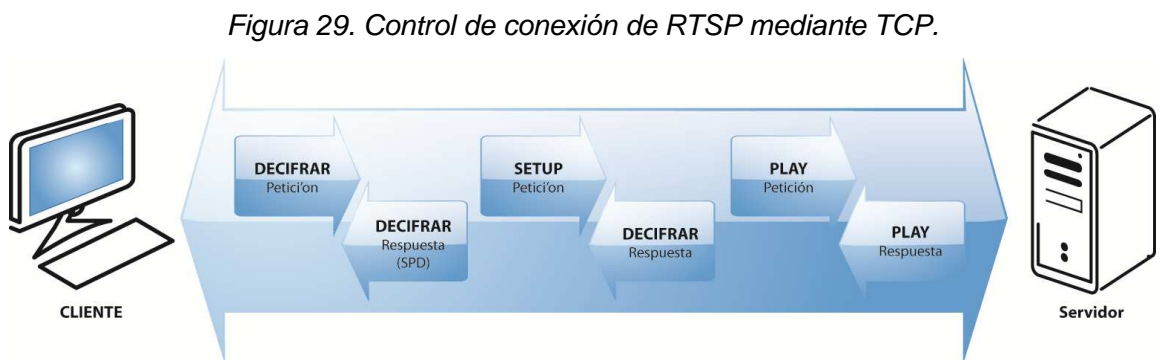 Figura 29. Control de conexión de RTSP mediante TCP.
DECIFRAR
Petici'on
DECIFRAR
Respuesta
(SPD)
SETUP
Petici'on
DECIFRAR
Respuesta
PLAY
Petición
PLAY
Respuesta
CLIENTE
Servidor